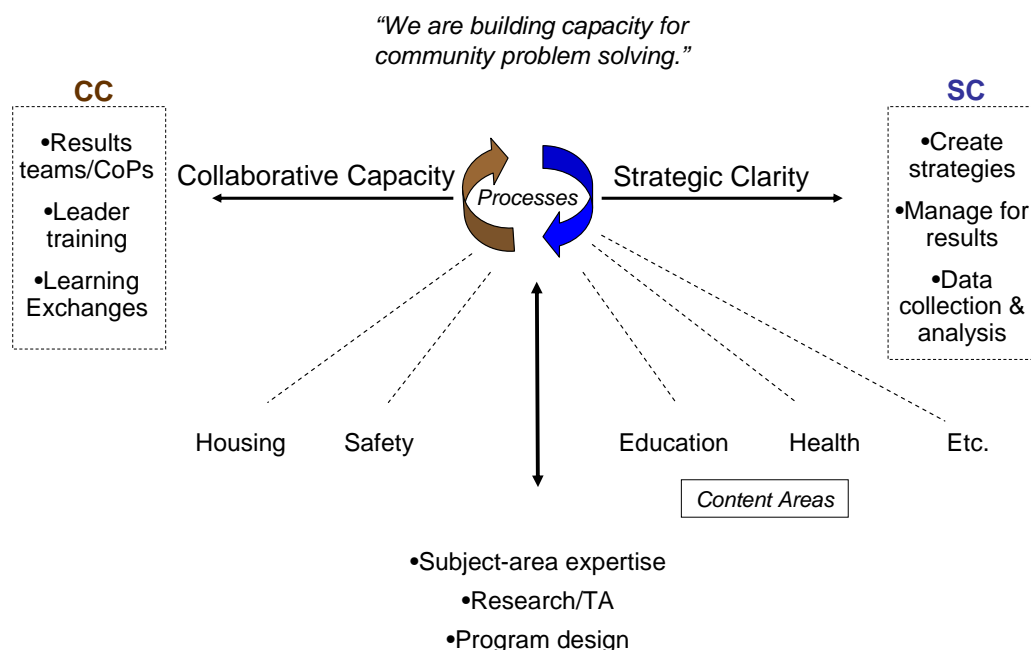 “We are building capacity for
community problem solving.”
CC
•Results
teams/CoPs
•Leader
training
•Learning
Exchanges
Collaborative Capacity
Processes
Strategic Clarity
SC
•Create
strategies
•Manage for
results
•Data
collection &
analysis
Housing
Safety
Education
Health
Etc.
Content Areas
•Subject-area expertise
•Research/TA
•Program design